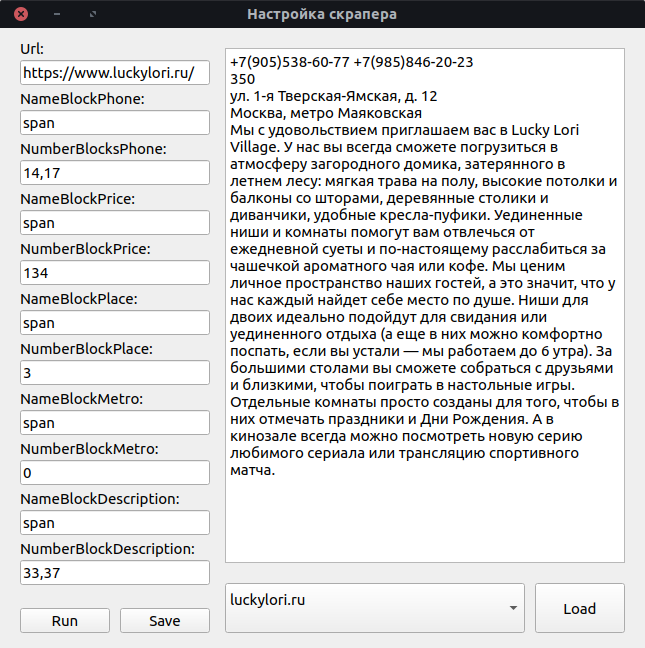 Настройка скрапера
Url:
https://www.luckylori.ru/
NameBlockPhone:
span
NumberBlocksPhone:
14,17
NamePlockPrice:
span
NumberBlockPrice:
134
NameBlockPlace:
span
NumberBlockPlace:
3
NameBlockMetro:
span
NumberBlockMetro:
0
NameBlockDescription:
span
NumberBlockDescription:
33,37
Run
Save
+7(905)538-60-77 +7(985)846-20-23
350
ул. 1-я Тверская-Ямская, д. 12
Москва, метро Маяковская
Мы с удовольствием приглашаем вас в Lucky Lori
Village. У нас вы всегда сможете погрузиться в
атмосферу загородного домика, затерянного в
летнем лесу: мягкая трава на полу, высокие потолки и
балконы со шторами, деревянные столики и
диванчики, удобные кресла-пуфики. Уединенные
ниши и комнаты помогут вам отвлечься от
ежедневной суеты и по-настоящему расслабиться за
чашечкой ароматного чая или кофе. Мы ценим
личное пространство наших гостей, а это значит, что у
нас каждый найдет себе место по душе. Ниши для
двоих идеально подойдут для свидания или
уединенного отдыха (а еще в них можно комфортно
поспать, если вы устали — мы работаем до 6 утра). За
большими столами вы сможете собраться с друзьями
и близкими, чтобы поиграть в настольные игры.
Отдельные комнаты просто созданы для того, чтобы в
них отмечать праздники и Дни Рождения. А в
кинозале всегда можно посмотреть новую серию
любимого сериала или трансляцию спортивного
матча.
luckylori.ru
Load